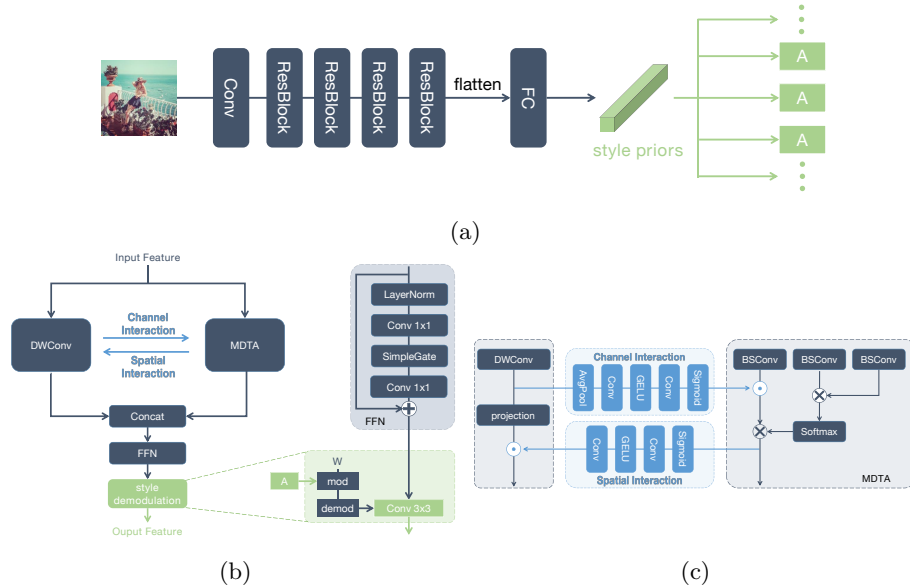 Conv
ResBlock
ResBlock
ResBlock
ResBlock
flatten
FC
style priors
A
A
A
(a)
Input Feature
DWConv
Channel
Interaction
Spatial
Interaction
MDTA
Concat
FFN
style
demodulation
Ouput Feature
LayerNorm
Conv 1x1
SimpleGate
Conv 1x1
FFN
W
A
mod
demod
Conv 3x3
(b)
DWConv
projection
Channel Interaction
AvgPool
Conv
GELU
Conv
Sigmoid
Conv
GELU
Conv
Sigmoid
Spatial Interaction
BSConv
BSConv
BSConv
Softmax
MDTA
(c)